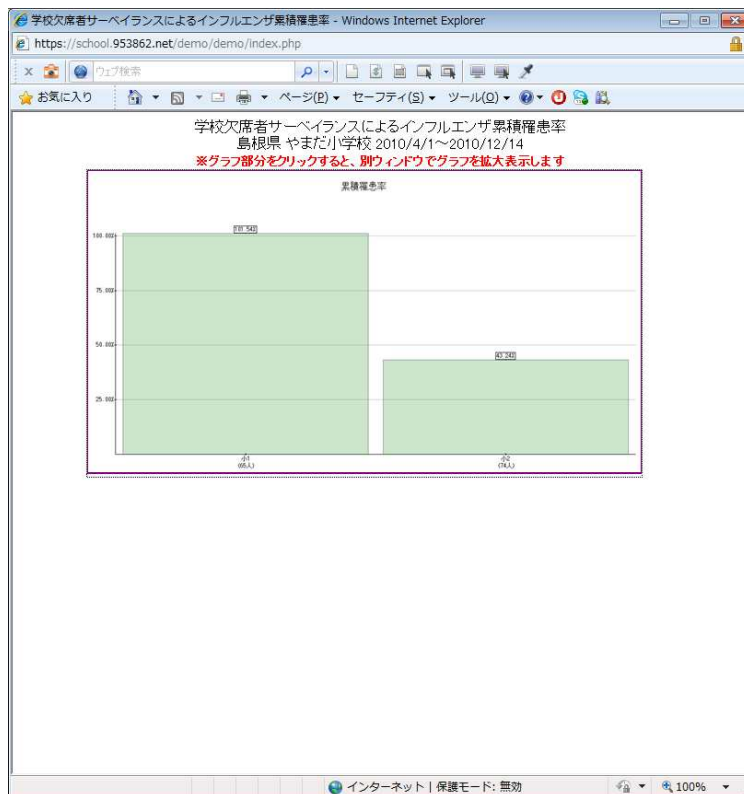 学校欠席者サーベイランスによるインフルエンザ累積罹患率 - Windows Internet Explorer
https://school.953862.net/demo/demo/index.php
x ウェブ検索
お気に入り ページ(P) セーフティ(S) ツール(O)
学校欠席者サーベイランスによるインフルエンザ累積罹患率
島根県 やまだ小学校 2010/4/1～2010/12/14
※グラフ部分をクリックすると、別ウィンドウでグラフを拡大表示します
累積罹患率
101.54%
100.00%
75.00%
50.00%
43.24%
25.00%
小1 小2
(65人) (74人)
インターネット | 保護モード: 無効 100%